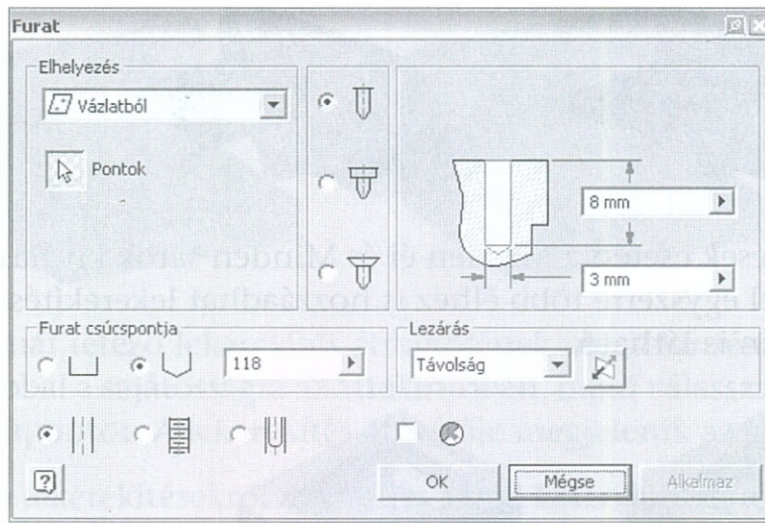 Furat
Elhelyezés
Vázlatból
Pontok
8 mm
3 mm
Furat csúcspontja
118
Lezárás
Távolság
OK
Mégse
Alkalmaz